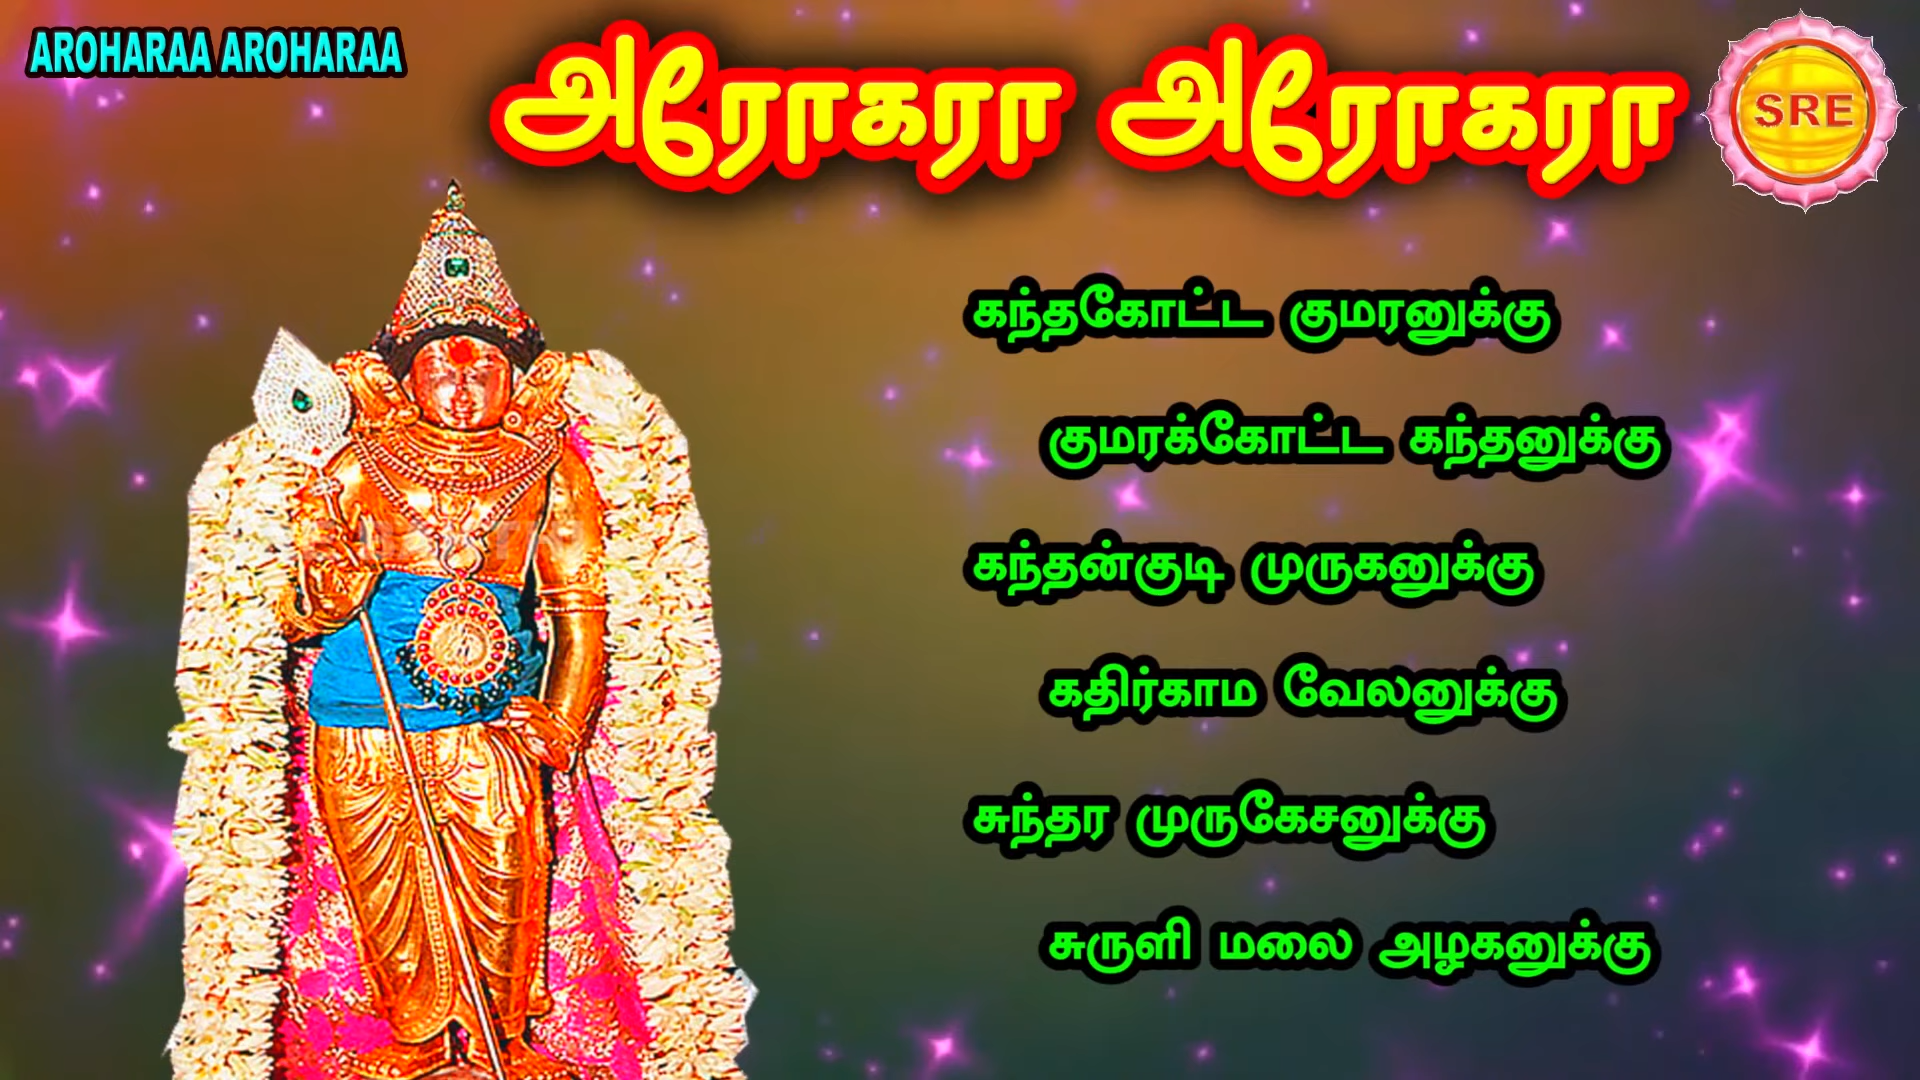 AROHARAA AROHARAA
அரோகரா அரோகரா
SRE
கந்தகோட்ட குமரனுக்கு
குமரக்கோட்ட கந்தனுக்கு
கந்தன்குடி முருகனுக்கு
கதிர்காம வேலனுக்கு
சுந்தர முருகேசனுக்கு
சுருளி மலை அழகனுக்கு